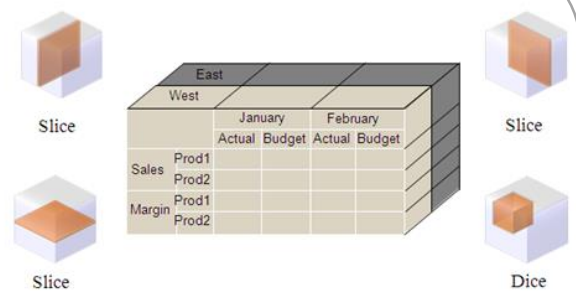 East
West
January February
Actual Budget Actual Budget
Sales Prod1
Prod2
Margin Prod1
Prod2
Slice
Slice
Slice
Dice